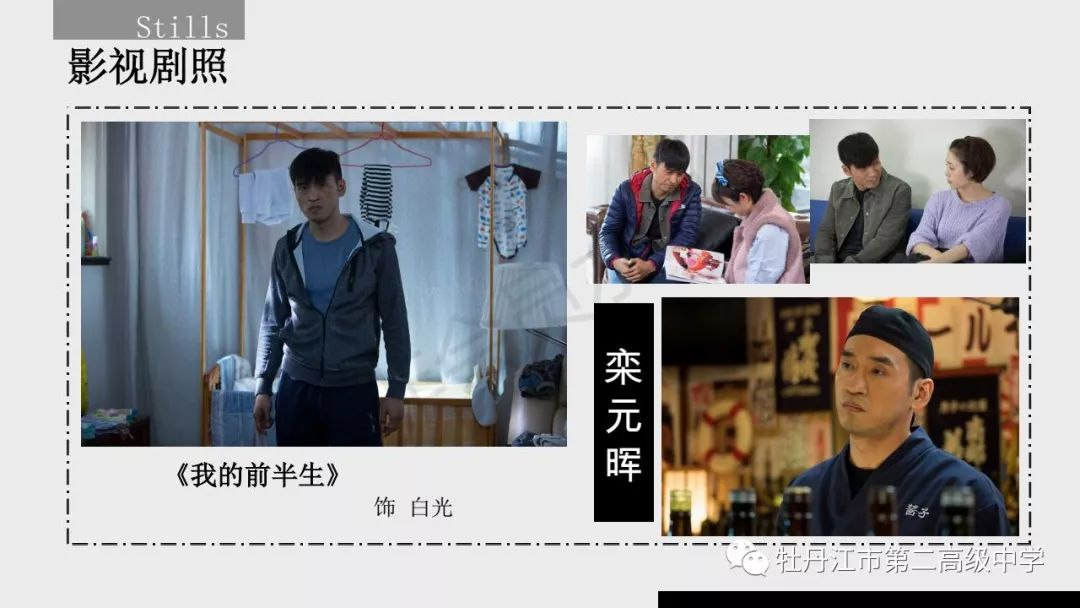 Stills
影视剧照
《我的前半生》
饰 白光
栾元晖
牡丹江市第二高级中学